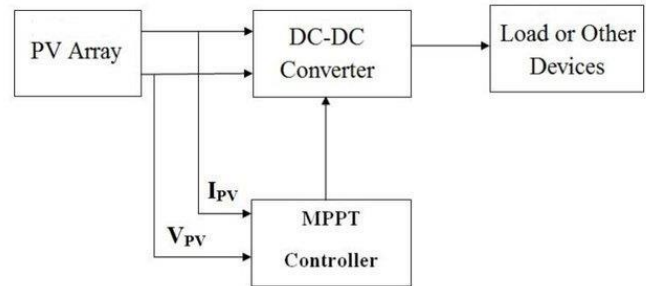 PV Array
DC-DC
Converter
Load or Other
Devices
IPV
VPV
MPPT
Controller